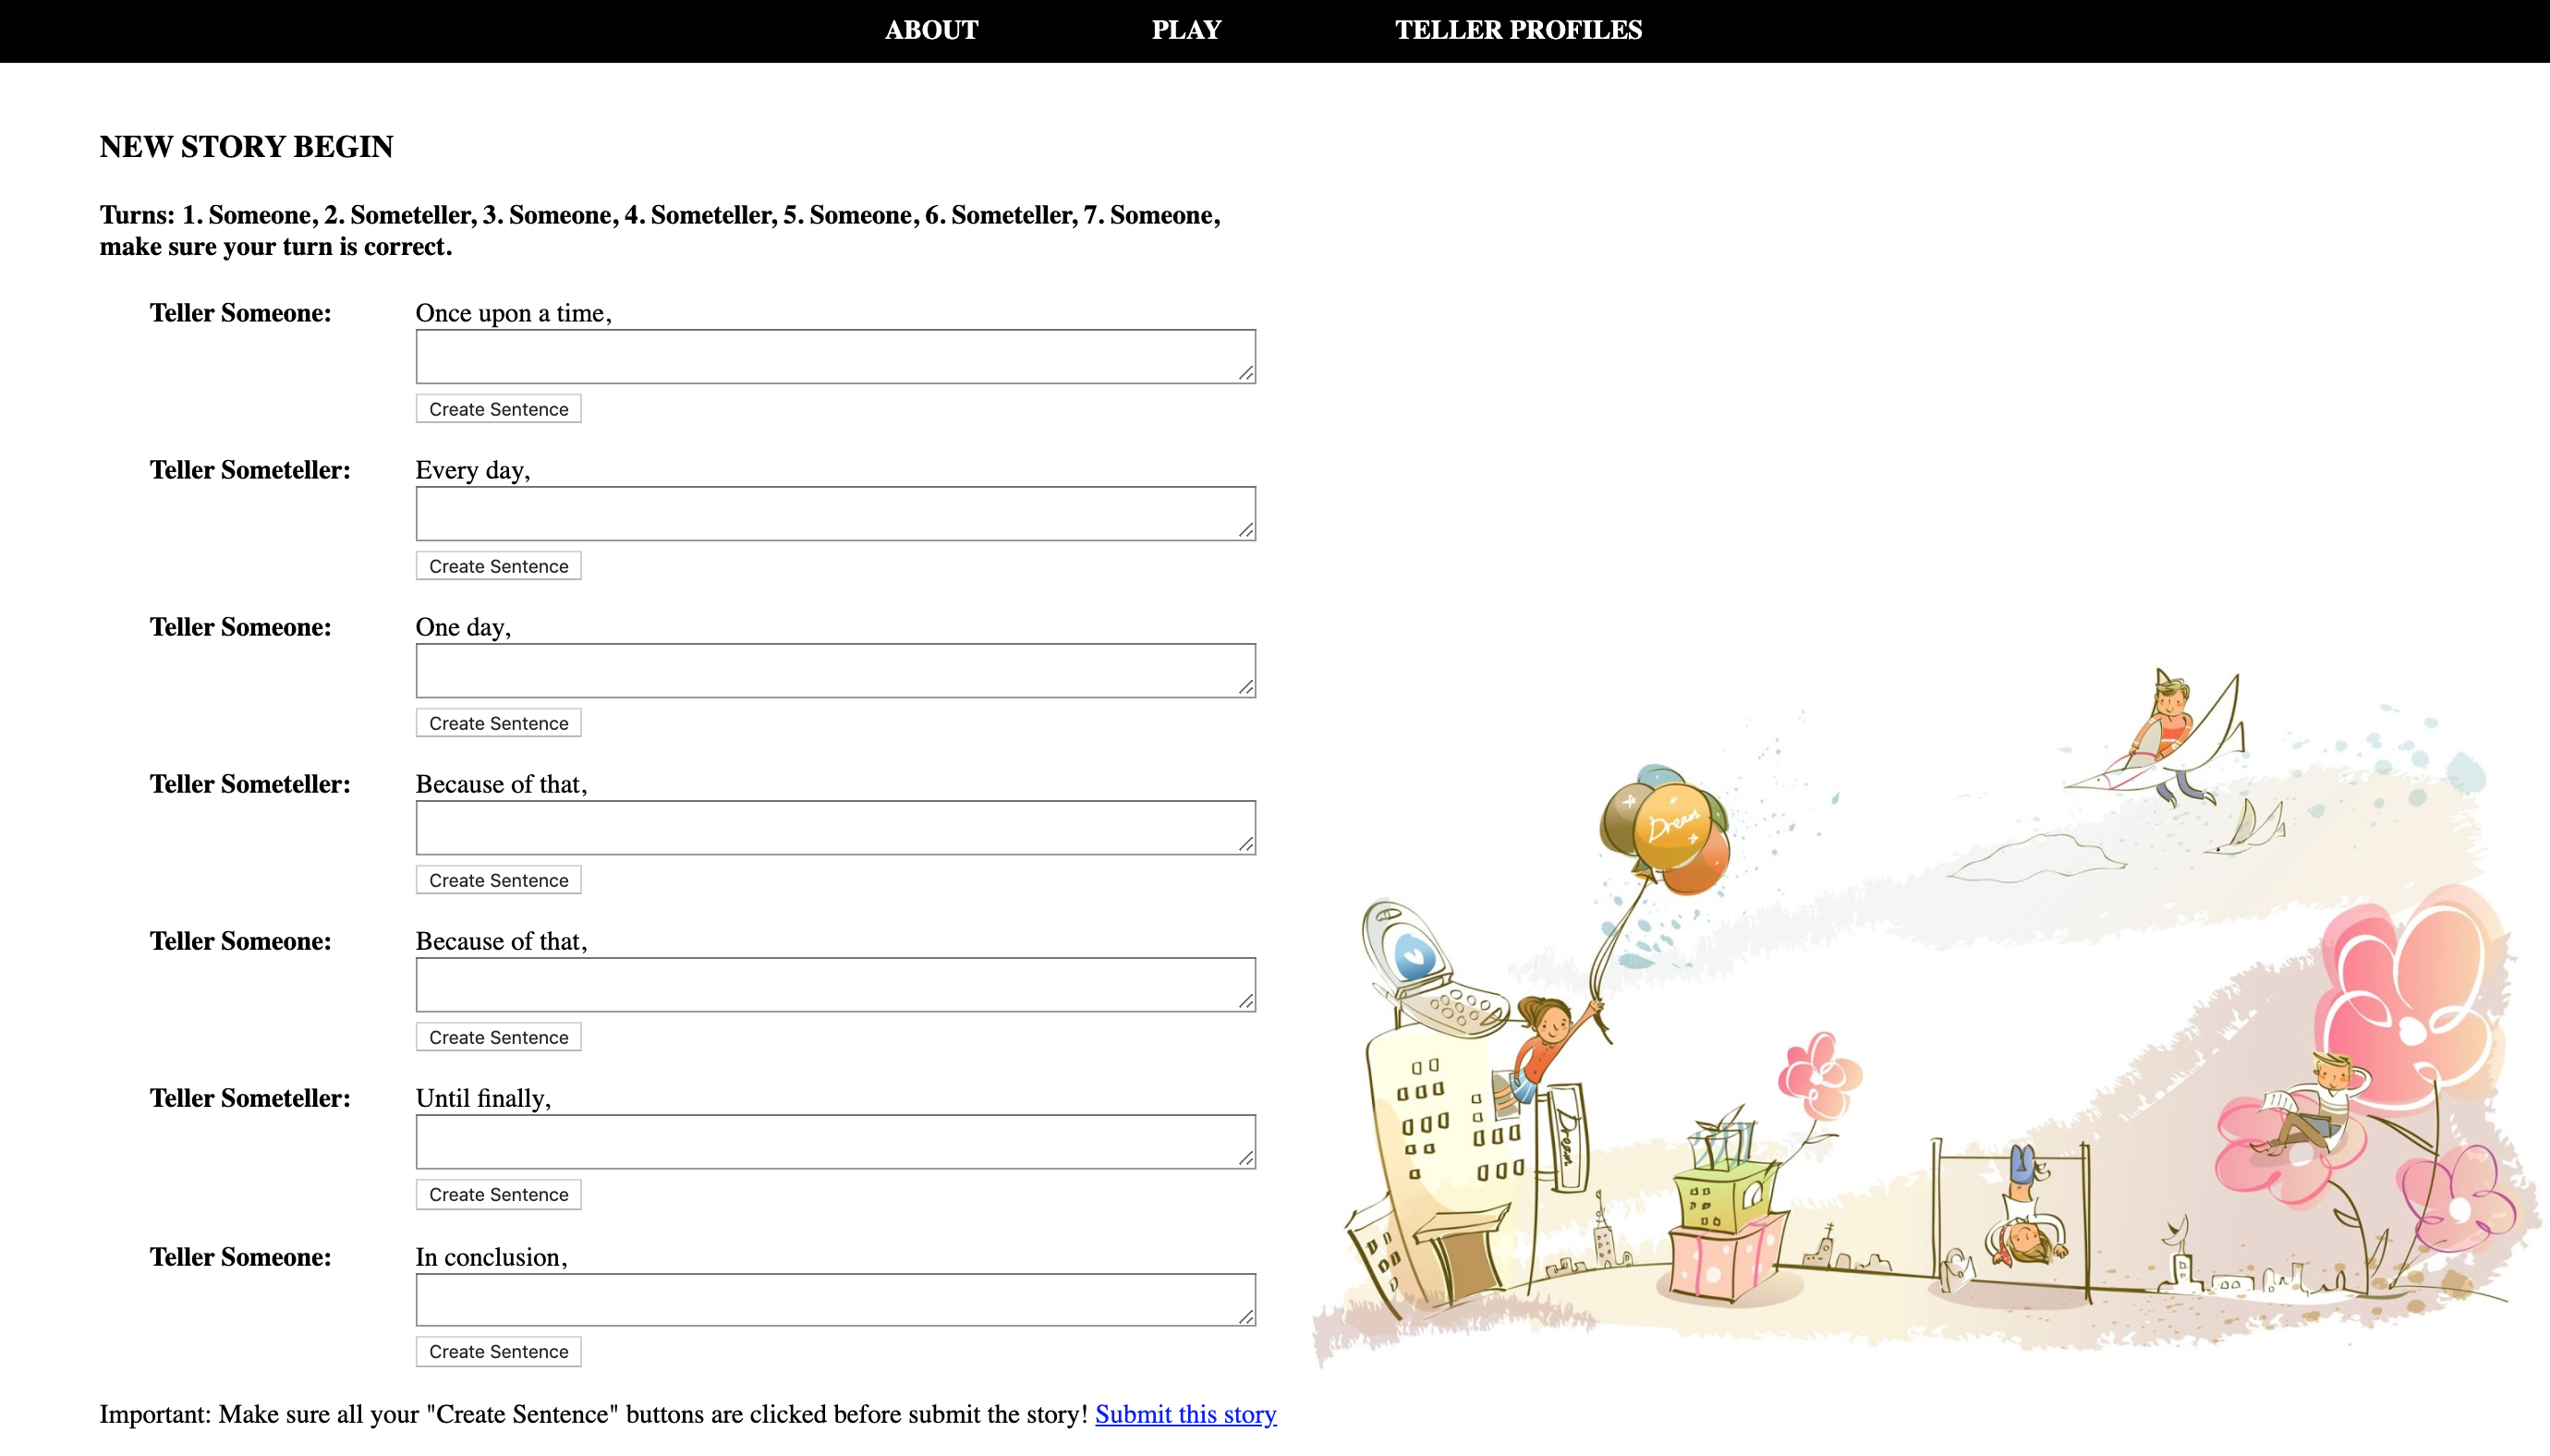 ABOUT PLAY TELLER PROFILES
NEW STORY BEGIN
Turns: 1. Someone, 2. Someteller, 3. Someone, 4. Someteller, 5. Someone, 6. Someteller, 7. Someone,
make sure your turn is correct.
Teller Someone: Once upon a time,
Create Sentence
Teller Someteller: Every day,
Create Sentence
Teller Someone: One day,
Create Sentence
Teller Someteller: Because of that,
Create Sentence
Teller Someone: Because of that,
Create Sentence
Teller Someteller: Until finally,
Create Sentence
Teller Someone: In conclusion,
Create Sentence
Important: Make sure all your "Create Sentence" buttons are clicked before submit the story! Submit this story
Dream
Dream